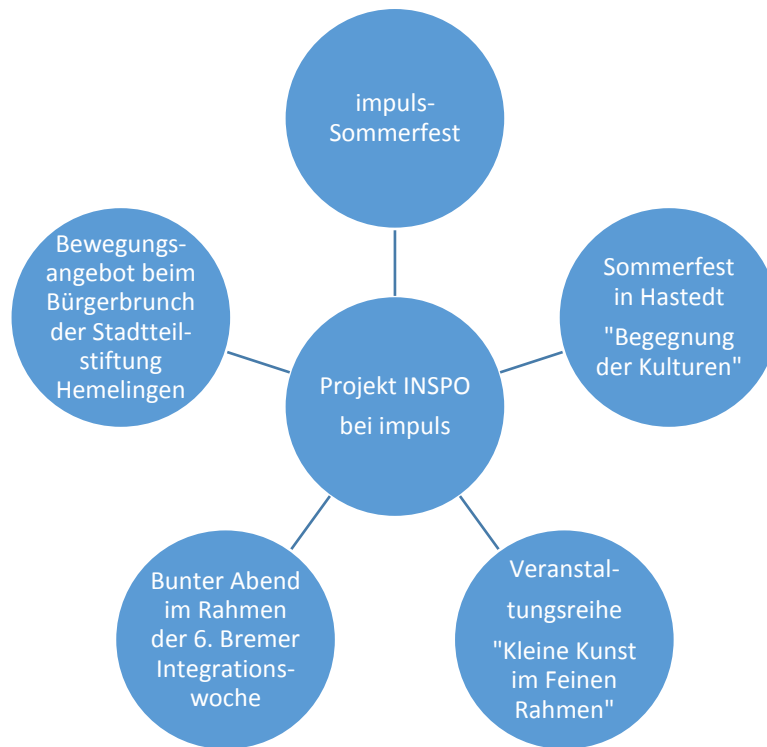 impuls-
Sommerfest
Bewegungs-
angebot beim
Bürgerbrunch
der Stadtteil-
stiftung
Hemelingen
Sommerfest
in Hastedt
"Begegnung
der Kulturen"
Projekt INSPO
bei impuls
Bunter Abend
im Rahmen
der 6. Bremer
Integrations-
woche
Veranstal-
tungsreihe
"Kleine Kunst
im Feinen
Rahmen"